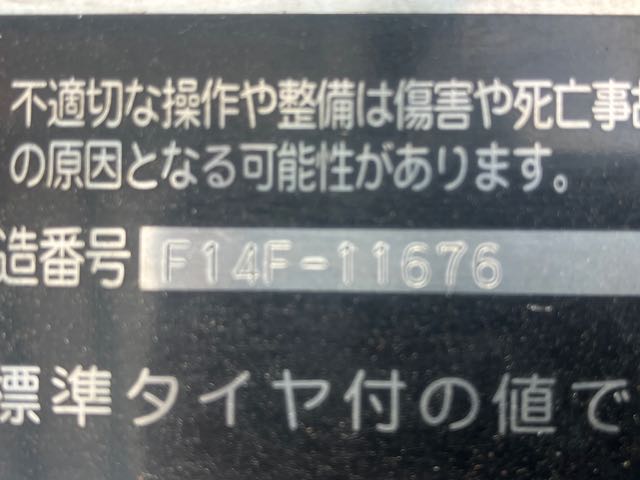 不適切な操作や整備は傷害や死亡事故
の原因となる可能性があります。
造番号 F14F-11676
標準タイヤ付の値で